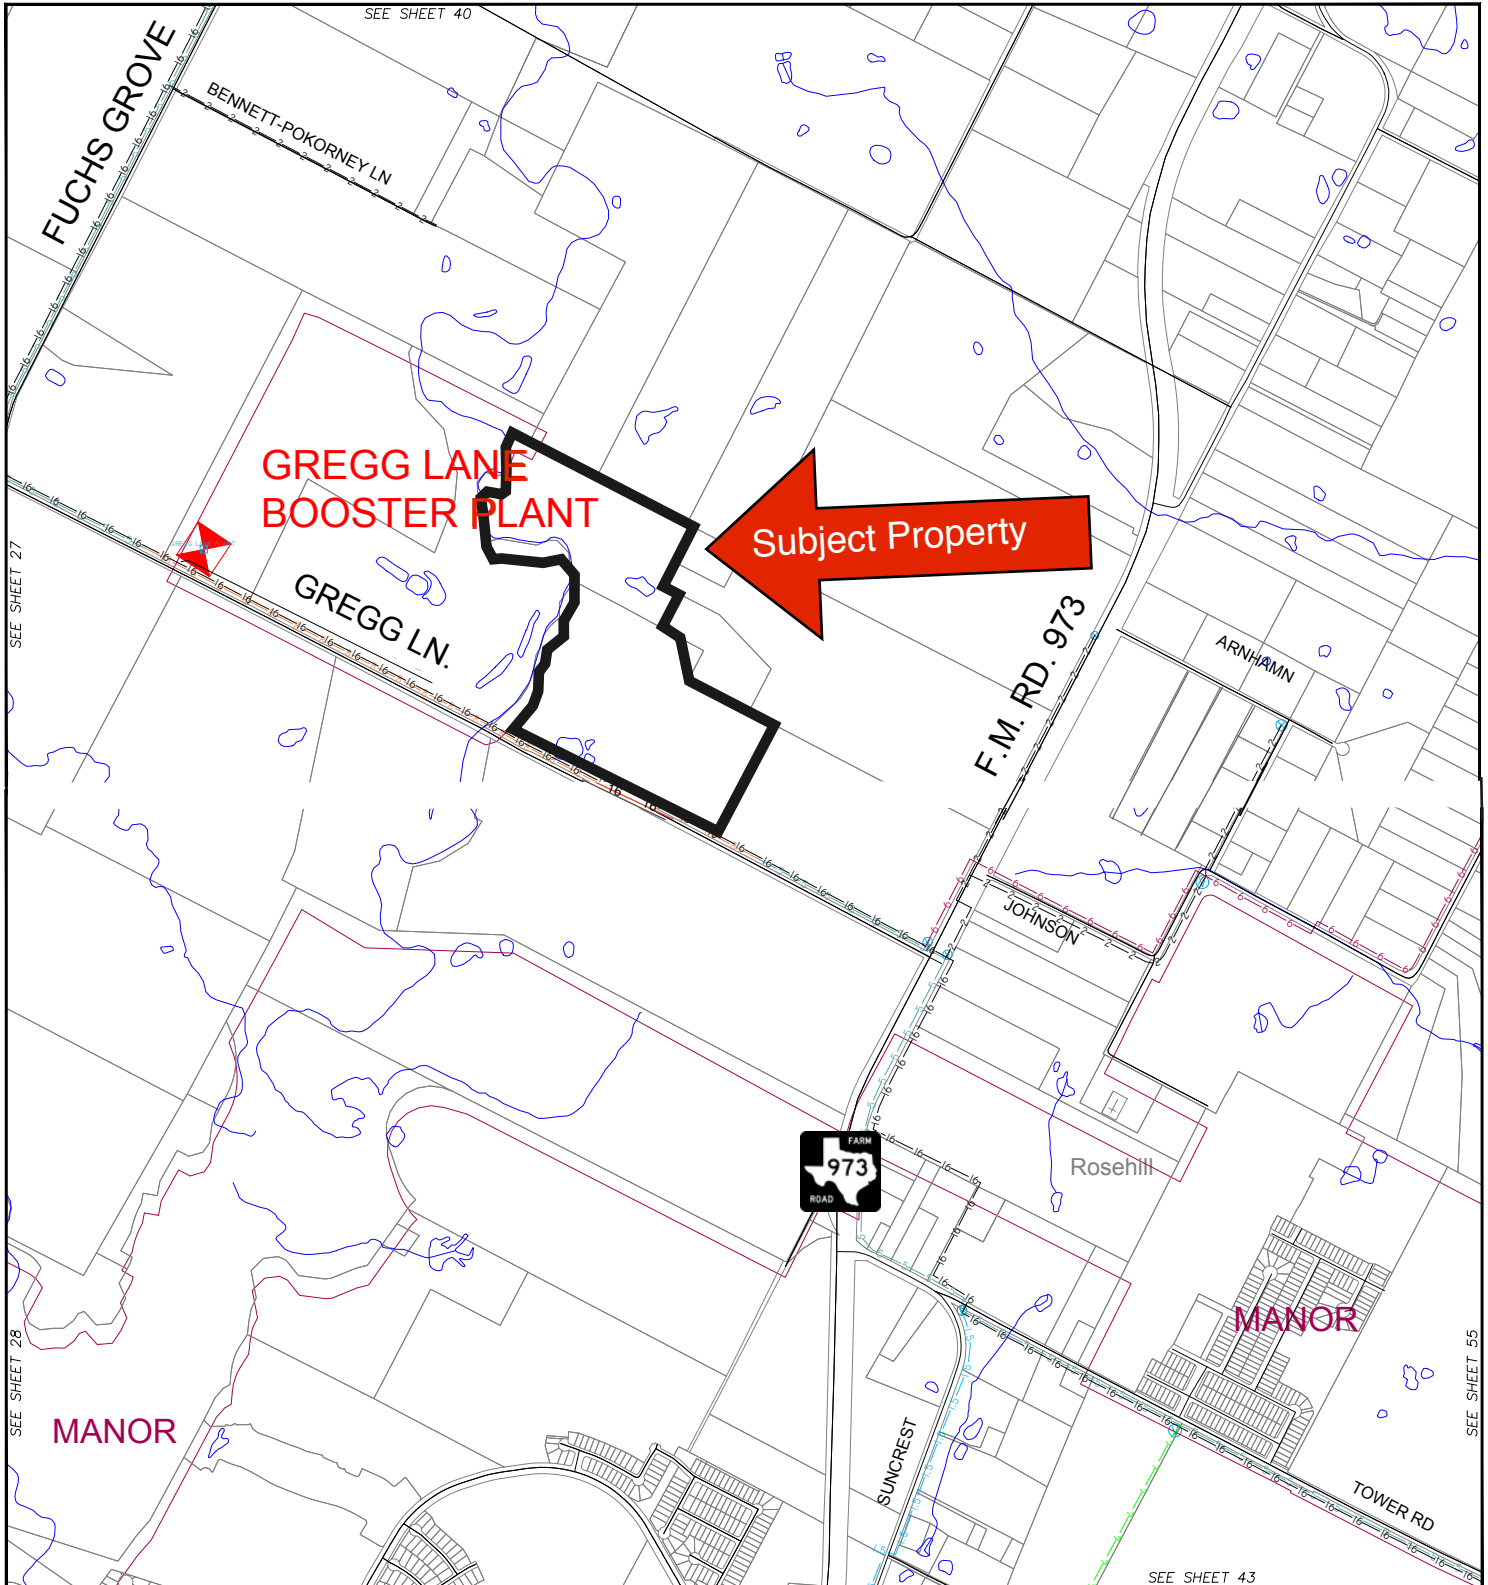 SEE SHEET 40
FUCHS GROVE
BENNETT-POKORNEY LN
GREGG LANE
BOOSTER PLANT
Subject Property
SEE SHEET 27
GREGG LN.
F.M. RD. 973
ARNHAMN
JOHNSON
FARM
973
ROAD
Rosehill
MANOR
SEE SHEET 28
MANOR
SEE SHEET 55
SUNCREST
TOWER RD
SEE SHEET 43